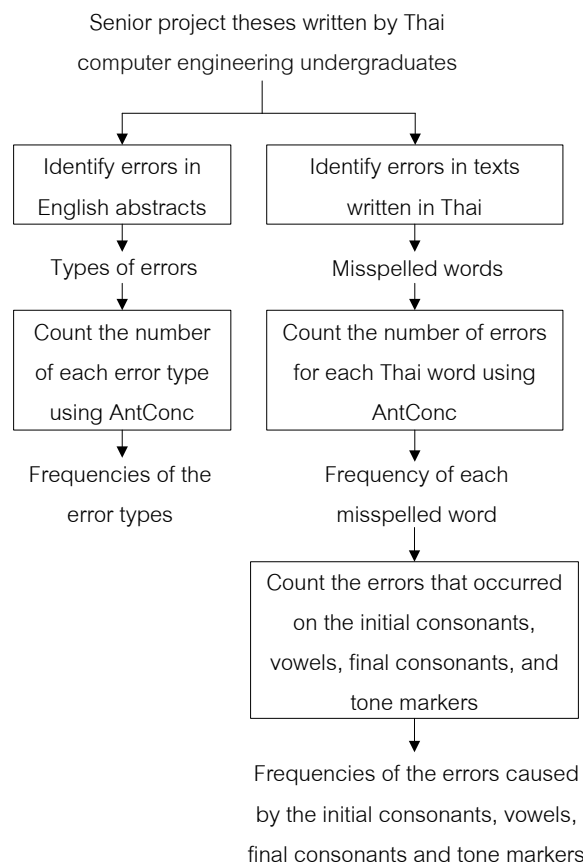 Senior project theses written by Thai
computer engineering undergraduates
Identify errors in
English abstracts
Types of errors
Count the number
of each error type
using AntConc
Frequencies of the
error types
Identify errors in texts
written in Thai
Misspelled words
Count the number of errors
for each Thai word using
AntConc
Frequency of each
misspelled word
Count the errors that occurred
on the initial consonants,
vowels, final consonants, and
tone markers
Frequencies of the errors caused
by the initial consonants, vowels,
final consonants and tone markers